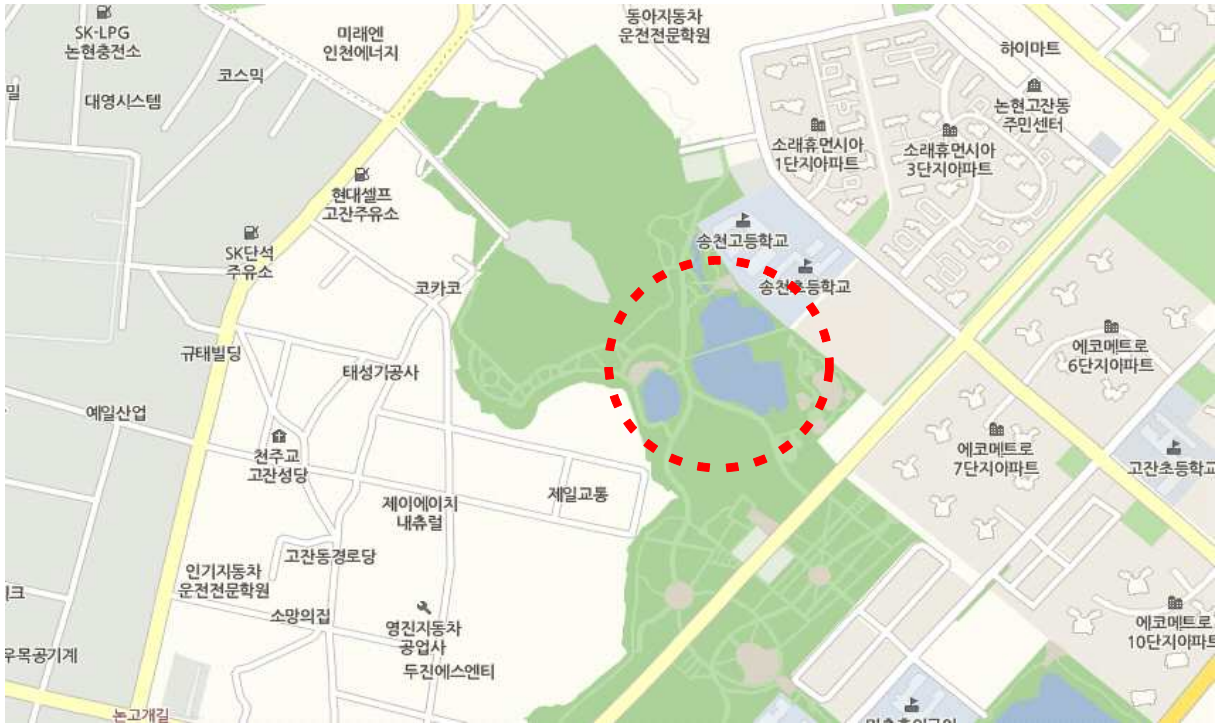 SK-LPG
논현충전소
미래엔
인천에너지
동아지동차
운전전문학원
하이마트
코스믹
밀
대영시스템
논현고잔동
주민센터
소래휴먼시아
1단지아파트
소래휴먼시아
3단지아파트
현대셀프
고잔주유소
송천고등학교
SK단석
주유소
송천초등학교
코카코
규태빌딩
에코메트로
6단지아파트
태성기공사
예일산업
천주교
고잔성당
에코메트로
7단지아파트
고잔초등학교
제이에이치
내츄럴
제일교통
고잔동경로당
인기지동차
운전전문학원
크
소망의집
영진지동차
공업사
에코메트로
10단지아파트
우목공기계
두진에스엔티
논고개길